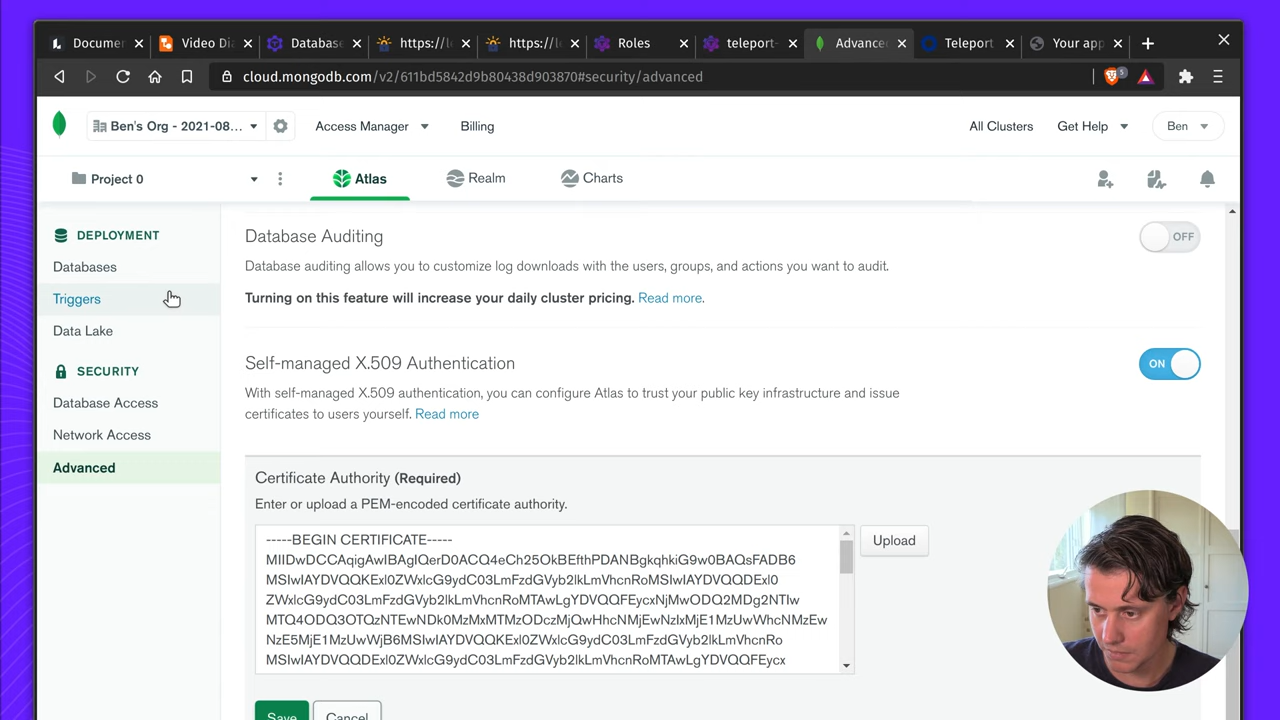 Docume
Video Di
Databas
https://l
https://l
Roles
teleport-
Advance
Teleport
Your app
cloud.mongodb.com/v2/611bd5842d9b80438d903870#security/advanced
5
Ben's Org - 2021-08...
Access Manager
Billing
All Clusters
Get Help
Ben
Project 0
Atlas
Realm
Charts
DEPLOYMENT
Databases
Triggers
Data Lake
SECURITY
Database Access
Network Access
Advanced
Database Auditing
OFF
Database auditing allows you to customize log downloads with the users, groups, and actions you want to audit.
Turning on this feature will increase your daily cluster pricing. Read more.
Self-managed X.509 Authentication
ON
With self-managed X.509 authentication, you can configure Atlas to trust your public key infrastructure and issue
certificates to users yourself. Read more
Certificate Authority (Required)
Enter or upload a PEM-encoded certificate authority.
-----BEGIN CERTIFICATE-----
Upload
Save
Cancel